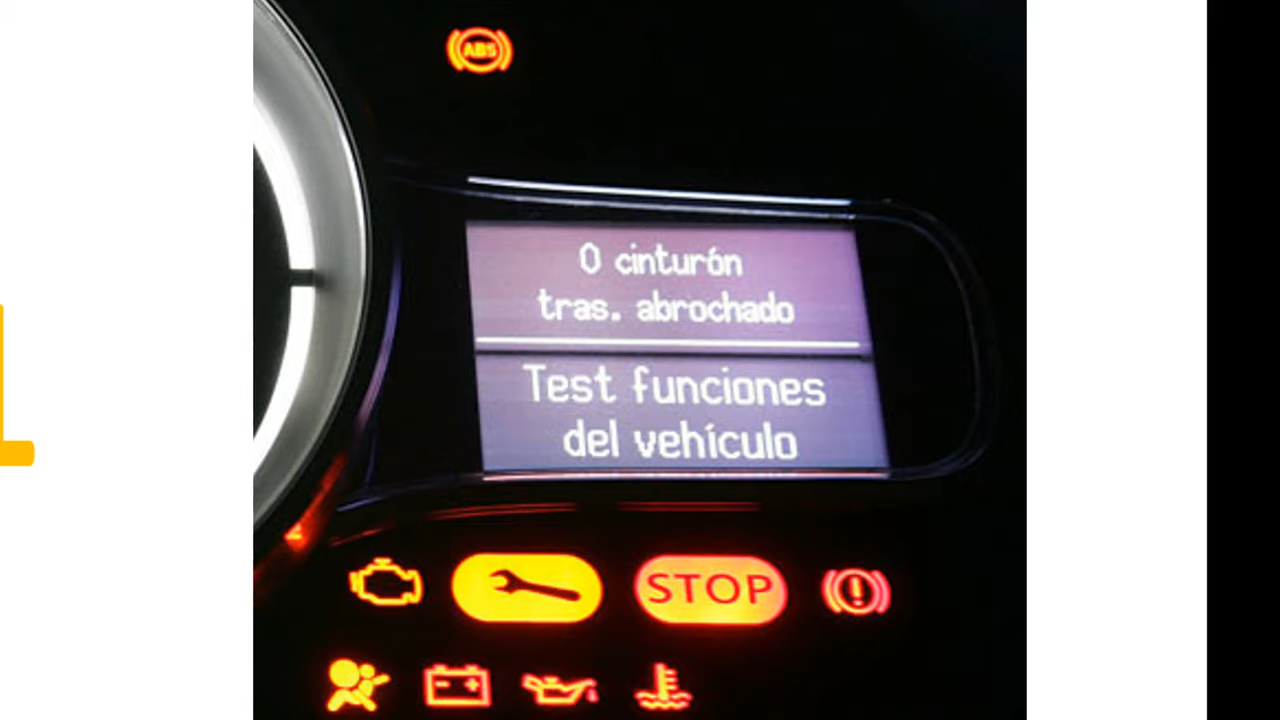 ABS
0 cinturón
tras. abrochado
Test funciones
del vehículo
STOP